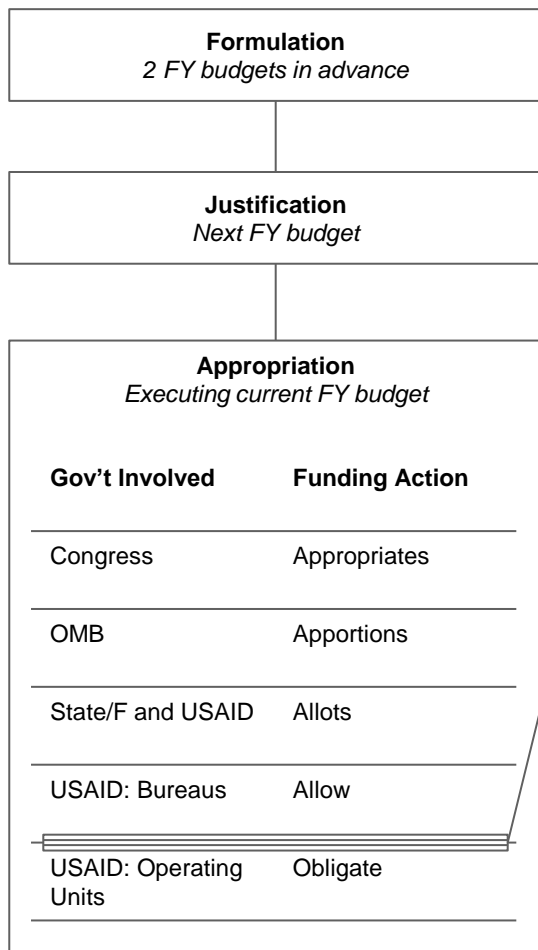 Formulation
2 FY budgets in advance
Justification
Next FY budget
Appropriation
Executing current FY budget
Gov’t Involved Funding Action
Congress Appropriates
OMB Apportions
State/F and USAID Allots
USAID: Bureaus Allow
USAID: Operating Obligate
Units